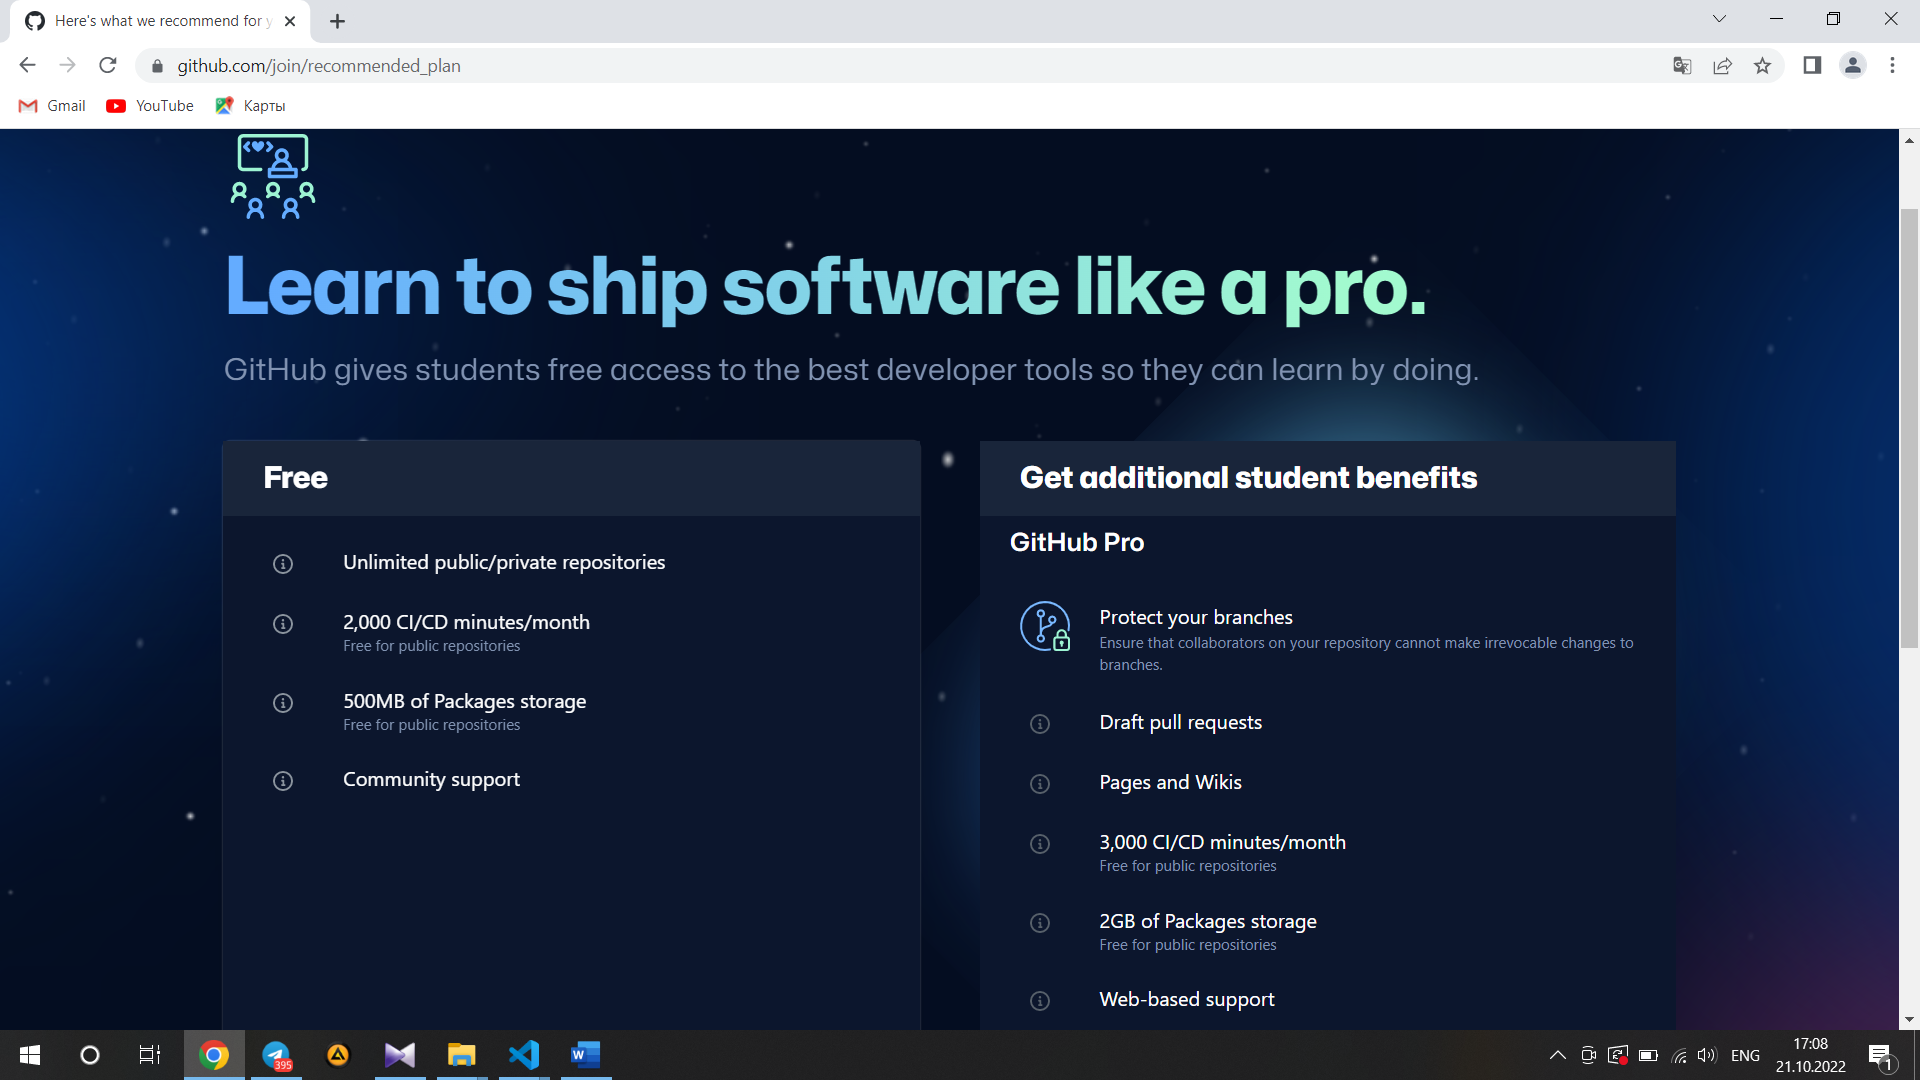 Here's what we recommend for y
github.com/join/recommended_plan
Gmail
YouTube
Карты
Learn to ship software like a pro.
GitHub gives students free access to the best developer tools so they can learn by doing.
Free
Unlimited public/private repositories
2,000 CI/CD minutes/month
Free for public repositories
500MB of Packages storage
Free for public repositories
Community support
Get additional student benefits
GitHub Pro
Protect your branches
Ensure that collaborators on your repository cannot make irrevocable changes to
branches.
Draft pull requests
Pages and Wikis
3,000 CI/CD minutes/month
Free for public repositories
2GB of Packages storage
Free for public repositories
Web-based support
395
W
ENG
17:08
21.10.2022
1